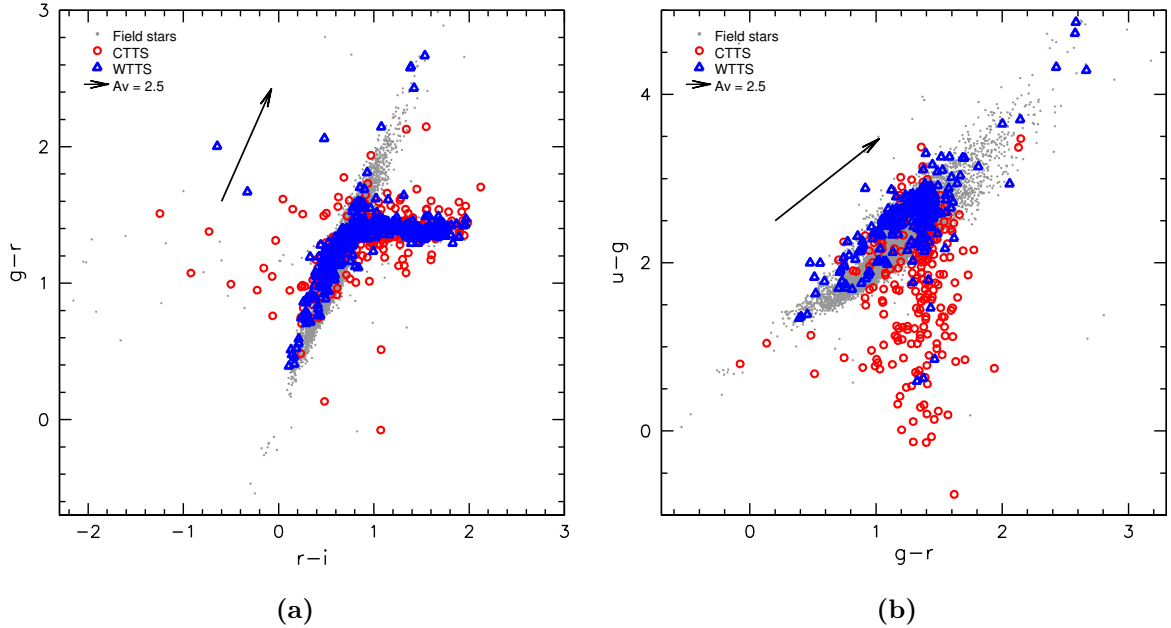 Field stars
CTTS
WTTS
Av = 2.5
3
2
1
0
g−r
−2
−1
0
1
2
3
r−i
(a)
Field stars
CTTS
WTTS
Av = 2.5
4
2
0
u−g
0
1
2
3
g−r
(b)